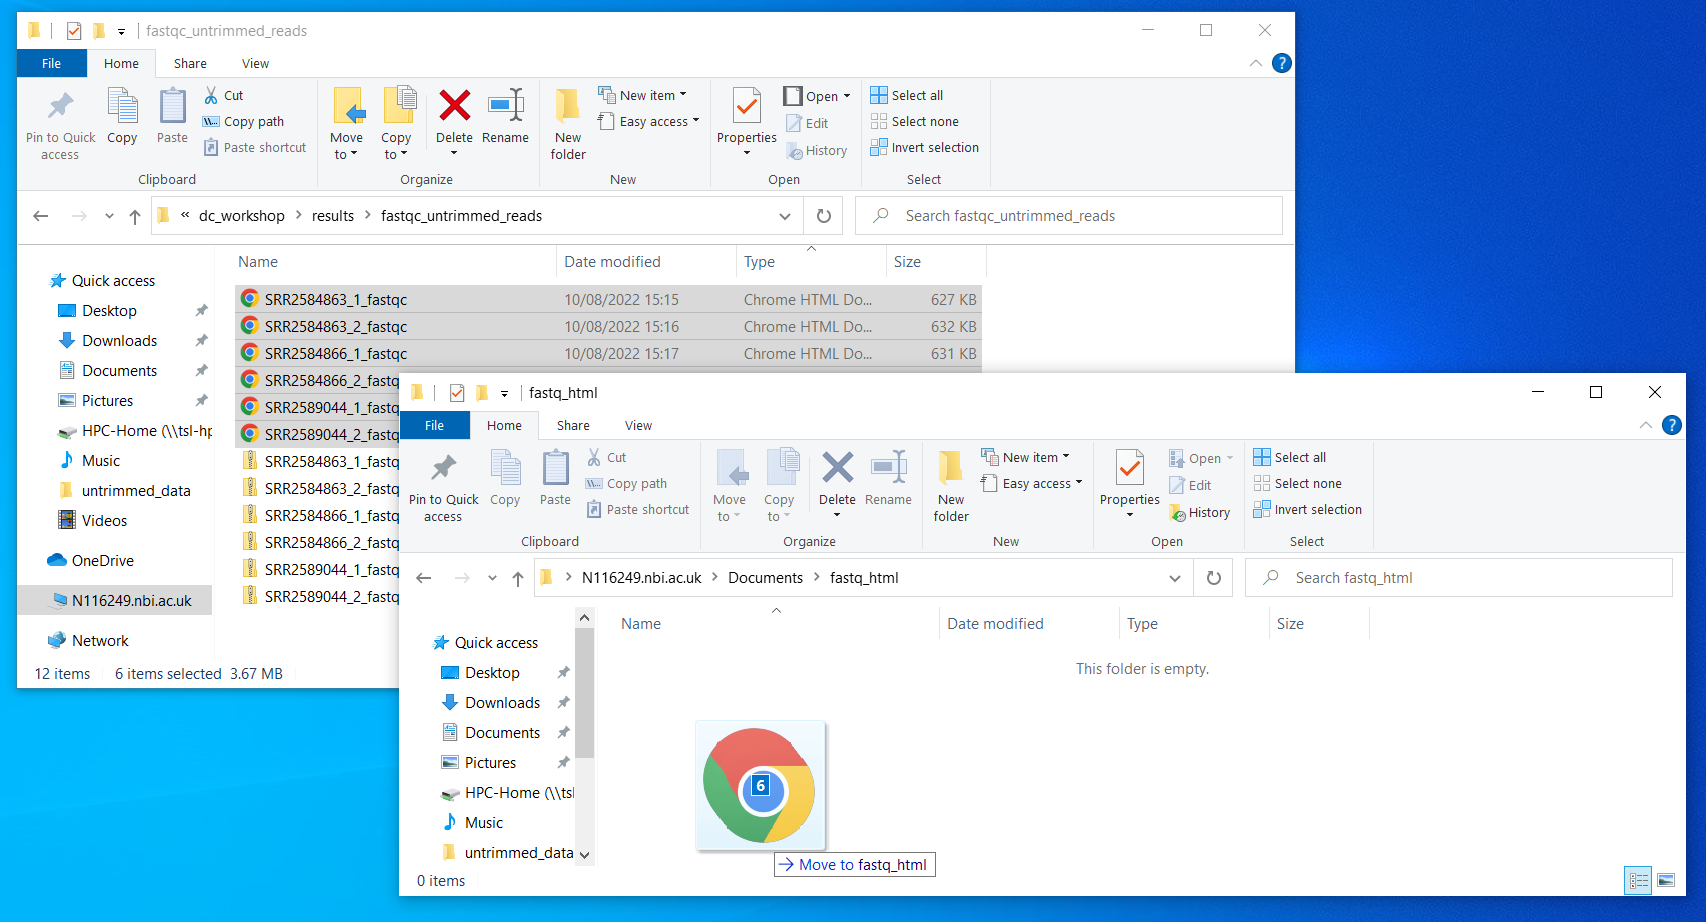 fastqc_untrimmed_reads
File Home Share View
Pin to Quick access
Copy
Paste
Cut
Copy path
Paste shortcut
Clipboard
Move to
Copy to
Delete
Rename
Organize
New folder
New item
Easy access
New
Properties
Open
Edit
History
Open
Select all
Select none
Invert selection
Select
« dc_workshop > results > fastqc_untrimmed_reads
Search fastqc_untrimmed_reads
Name Date modified Type Size
Quick access
Desktop
Downloads
Documents
Pictures
HPC-Home (\\tsl-hp
Music
untrimmed_data
Videos
OneDrive
N116249.nbi.ac.uk
Network
SRR2584863_1_fastqc 10/08/2022 15:15 Chrome HTML Do... 627 KB
SRR2584863_2_fastqc 10/08/2022 15:16 Chrome HTML Do... 632 KB
SRR2584866_1_fastqc 10/08/2022 15:17 Chrome HTML Do... 631 KB
SRR2584866_2_fastq
SRR2589044_1_fastq
SRR2589044_2_fastq
SRR2584863_1_fastq
SRR2584863_2_fastq
SRR2584866_1_fastq
SRR2584866_2_fastq
SRR2589044_1_fastq
SRR2589044_2_fastq
12 items 6 items selected 3.67 MB
fastq_html
File Home Share View
Pin to Quick access
Copy
Paste
Cut
Copy path
Paste shortcut
Clipboard
Move to
Copy to
Delete
Rename
Organize
New folder
New item
Easy access
New
Properties
Open
Edit
History
Open
Select all
Select none
Invert selection
Select
> N116249.nbi.ac.uk > Documents > fastq_html
Search fastq_html
Name Date modified Type Size
This folder is empty.
Quick access
Desktop
Downloads
Documents
Pictures
HPC-Home (\\tsl
Music
untrimmed_data
6
Move to fastq_html
0 items